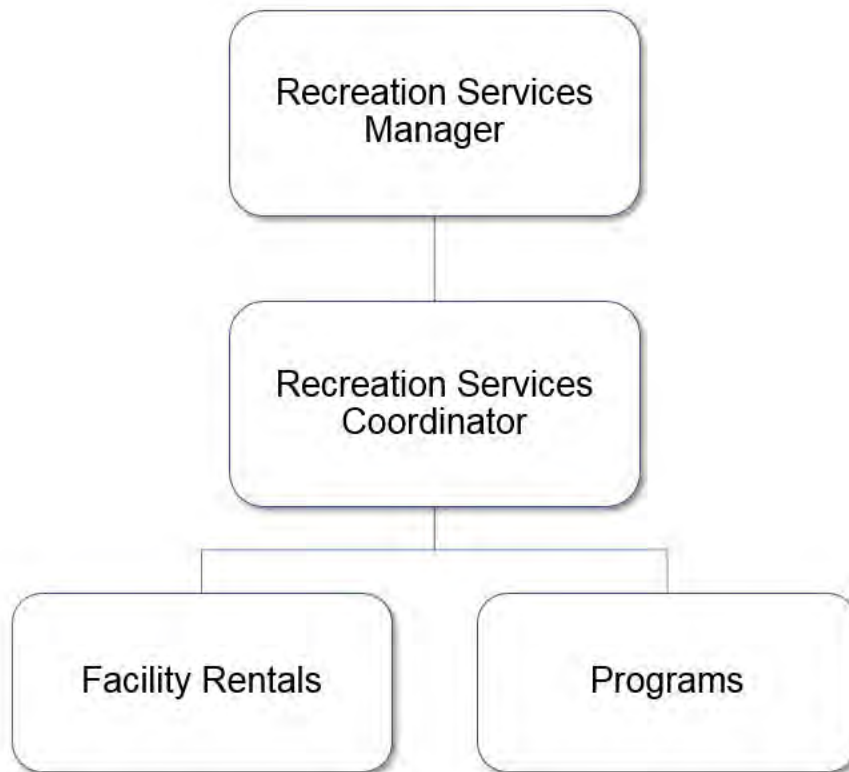 Recreation Services
Manager
Recreation Services
Coordinator
Facility Rentals
Programs